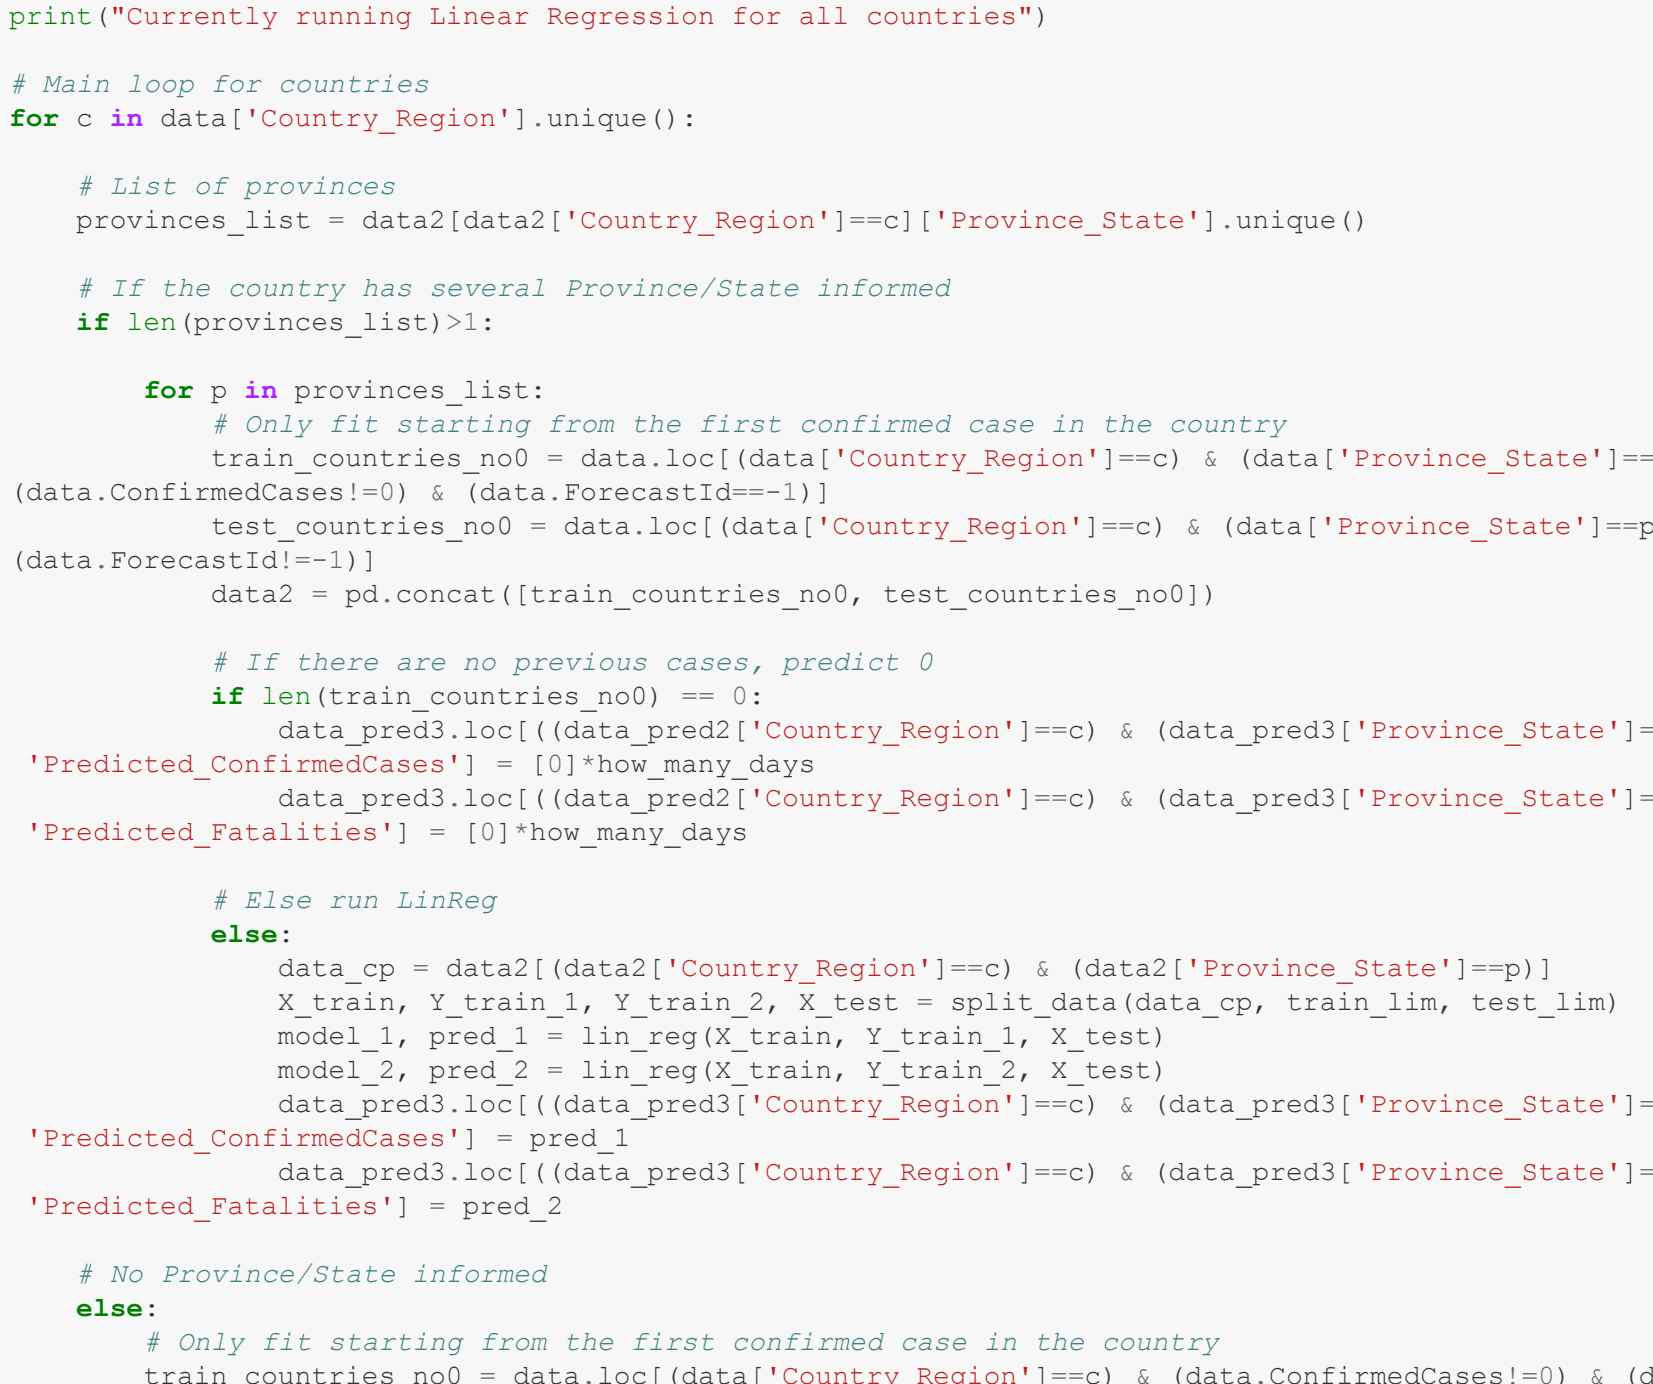 print("Currently running Linear Regression for all countries")
# Main loop for countries
for c in data['Country_Region'].unique():
    # List of provinces
    provinces_list = data2[data2['Country_Region']==c]['Province_State'].unique()
    # If the country has several Province/State informed
    if len(provinces_list)>1:
        for p in provinces_list:
            # Only fit starting from the first confirmed case in the country
            train_countries_no0 = data.loc[(data['Country_Region']==c) & (data['Province_State']==
(data.ConfirmedCases!=0) & (data.ForecastId==-1)]
            test_countries_no0 = data.loc[(data['Country_Region']==c) & (data['Province_State']==p
(data.ForecastId!=-1)]
            data2 = pd.concat([train_countries_no0, test_countries_no0])
            # If there are no previous cases, predict 0
            if len(train_countries_no0) == 0:
                data_pred3.loc[((data_pred2['Country_Region']==c) & (data_pred3['Province_State']=
 'Predicted_ConfirmedCases'] = [0]*how_many_days
                data_pred3.loc[((data_pred2['Country_Region']==c) & (data_pred3['Province_State']=
 'Predicted_Fatalities'] = [0]*how_many_days
            # Else run LinReg
            else:
                data_cp = data2[(data2['Country_Region']==c) & (data2['Province_State']==p)]
                X_train, Y_train_1, Y_train_2, X_test = split_data(data_cp, train_lim, test_lim)
                model_1, pred_1 = lin_reg(X_train, Y_train_1, X_test)
                model_2, pred_2 = lin_reg(X_train, Y_train_2, X_test)
                data_pred3.loc[((data_pred3['Country_Region']==c) & (data_pred3['Province_State']=
 'Predicted_ConfirmedCases'] = pred_1
                data_pred3.loc[((data_pred3['Country_Region']==c) & (data_pred3['Province_State']=
 'Predicted_Fatalities'] = pred_2
    # No Province/State informed
    else:
        # Only fit starting from the first confirmed case in the country
        train_countries_no0 = data.loc[(data['Country_Region']==c) & (data.ConfirmedCases!=0) & (d